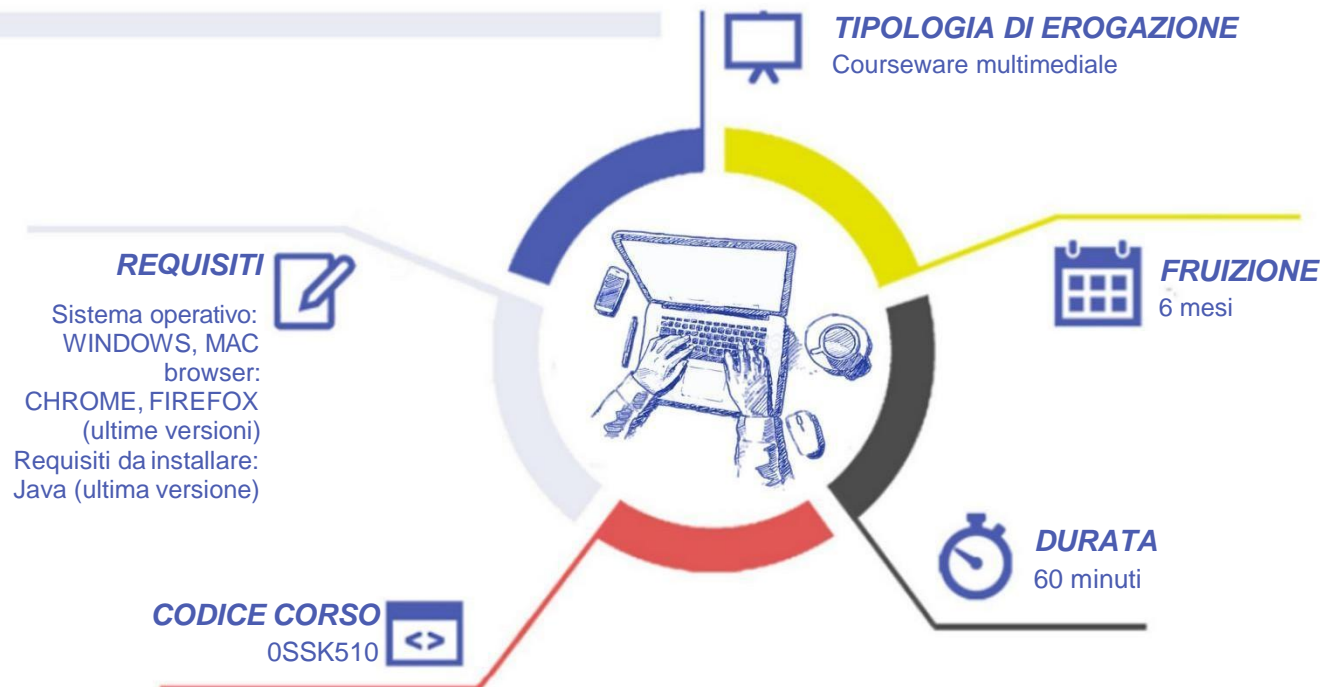 TIPOLOGIA DI EROGAZIONE
Courseware multimediale
REQUISITI
Sistema operativo:
WINDOWS, MAC
browser:
CHROME, FIREFOX
(ultime versioni)
Requisiti da installare:
Java (ultima versione)
FRUIZIONE
6 mesi
DURATA
60 minuti
CODICE CORSO
0SSK510